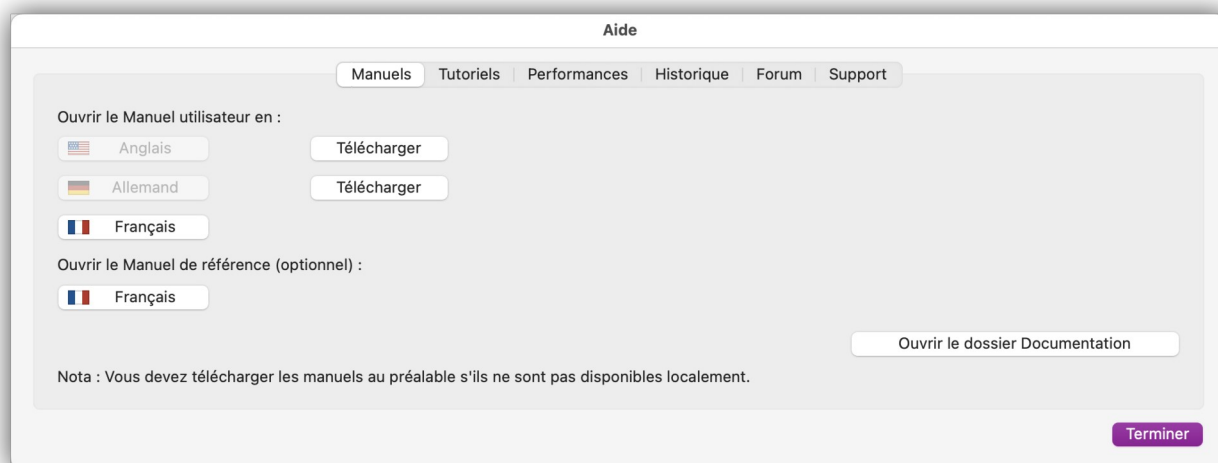 Aide
Manuels Tutoriels Performances Historique Forum Support
Ouvrir le Manuel utilisateur en :
Anglais Télécharger
Allemand Télécharger
Français
Ouvrir le Manuel de référence (optionnel) :
Français
Ouvrir le dossier Documentation
Nota : Vous devez télécharger les manuels au préalable s'ils ne sont pas disponibles localement.
Terminer